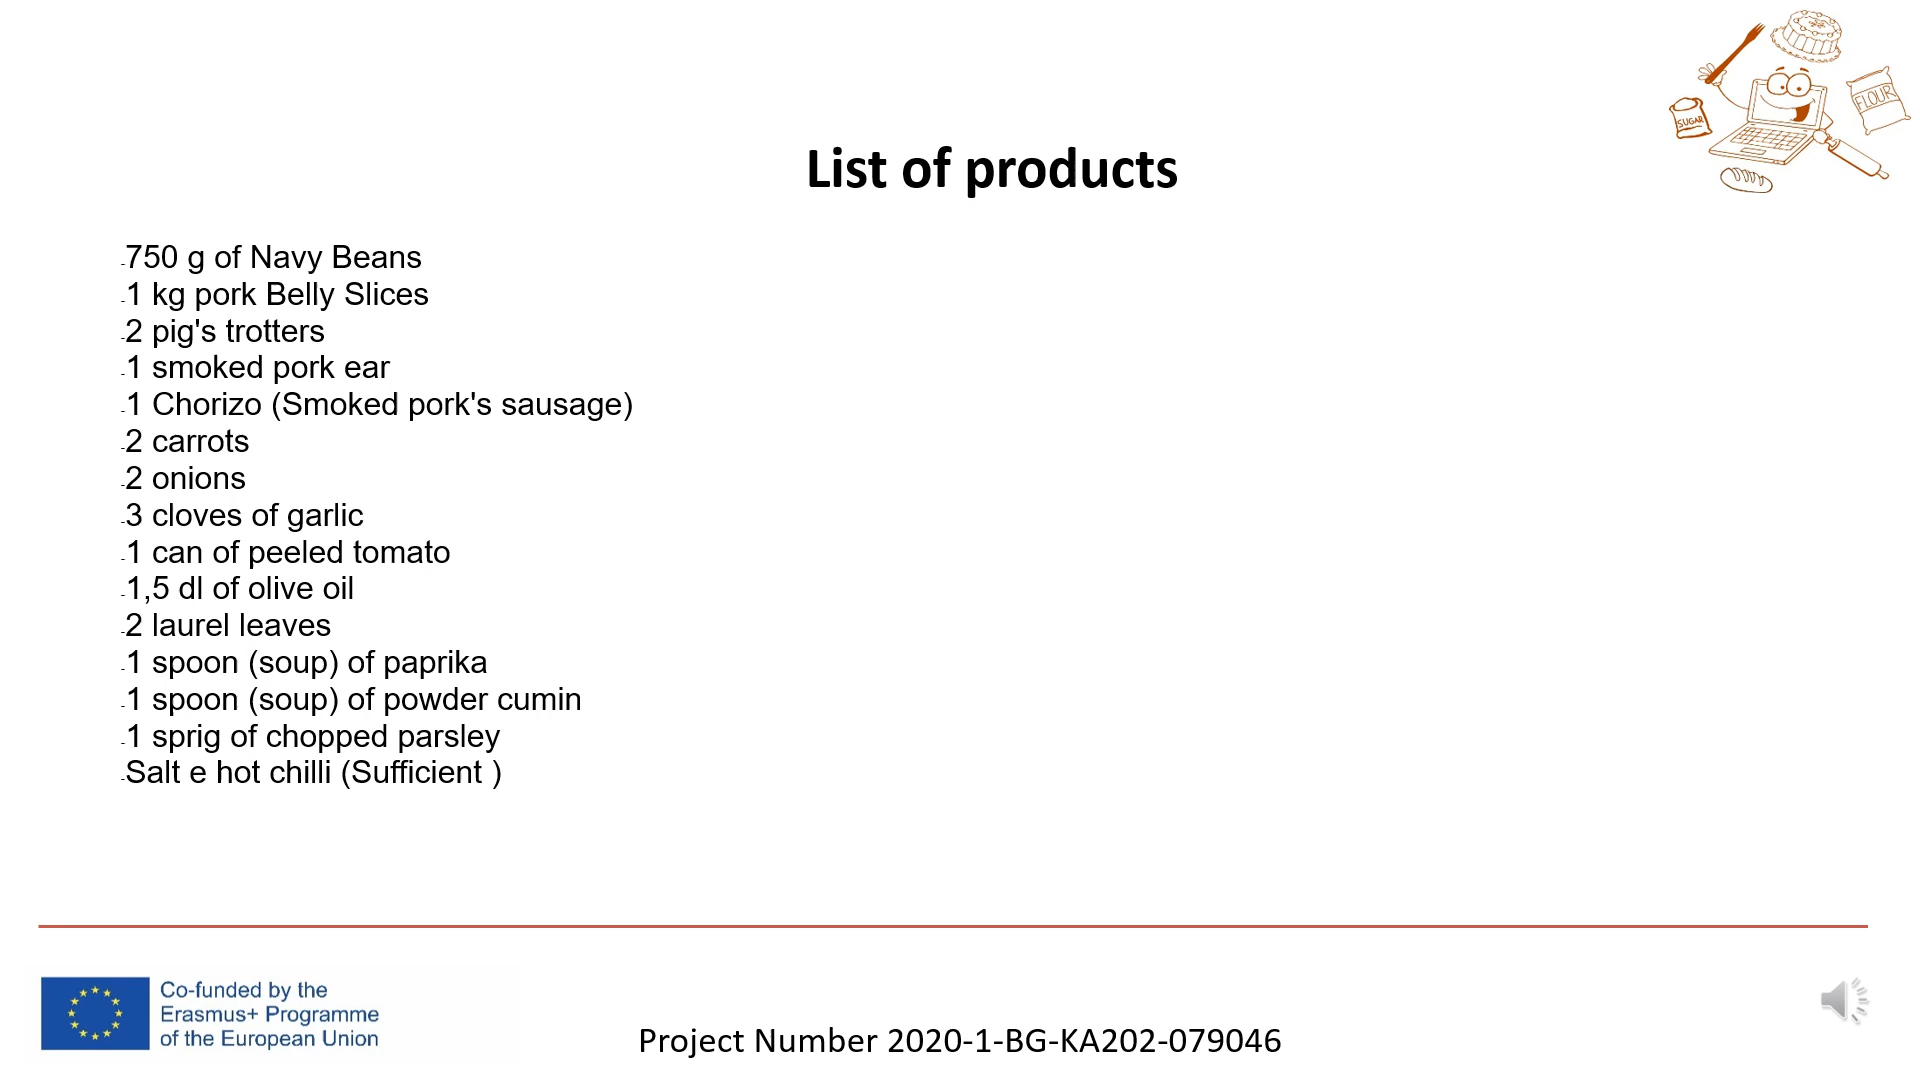 SUGAR
FLOUR
List of products
-750 g of Navy Beans
-1 kg pork Belly Slices
-2 pig's trotters
-1 smoked pork ear
-1 Chorizo (Smoked pork's sausage)
-2 carrots
-2 onions
-3 cloves of garlic
-1 can of peeled tomato
-1,5 dl of olive oil
-2 laurel leaves
-1 spoon (soup) of paprika
-1 spoon (soup) of powder cumin
-1 sprig of chopped parsley
-Salt e hot chilli (Sufficient )
Co-funded by the
Erasmus+ Programme
of the European Union
Project Number 2020-1-BG-KA202-079046